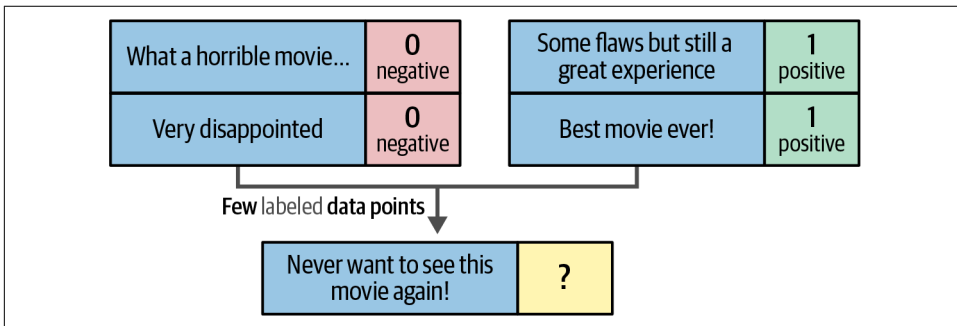 What a horrible movie...
0
negative
Very disappointed
0
negative
Some flaws but still a
great experience
1
positive
Best movie ever!
1
positive
Few labeled data points
Never want to see this
movie again!
?